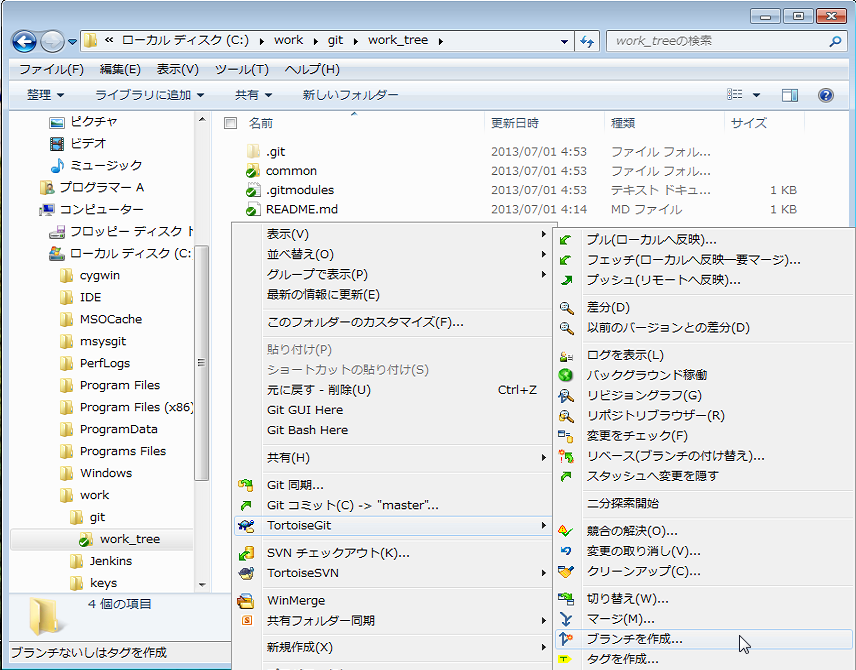 « ローカル ディスク (C:) ▸ work ▸ git ▸ work_tree ▸
work_treeの検索
ファイル(F) 編集(E) 表示(V) ツール(T) ヘルプ(H)
整理 ライブラリに追加 共有 新しいフォルダー
ピクチャ
ビデオ
ミュージック
プログラマー A
コンピューター
フロッピー ディスク ト
ローカル ディスク (C:
cygwin
IDE
MSOCache
msysgit
PerfLogs
Program Files
Program Files (x86)
ProgramData
Programs Files
Windows
work
git
work_tree
Jenkins
keys
名前 更新日時 種類 サイズ
.git 2013/07/01 4:53 ファイル フォル...
common 2013/07/01 4:53 ファイル フォル...
.gitmodules 2013/07/01 4:53 テキスト ドキュ... 1 KB
README.md 2013/07/01 4:14 MD ファイル 1 KB
表示(V)
並べ替え(O)
グループで表示(P)
最新の情報に更新(E)
このフォルダーのカスタマイズ(F)...
貼り付け(P)
ショートカットの貼り付け(S)
元に戻す - 削除(U) Ctrl+Z
Git GUI Here
Git Bash Here
共有(H)
Git 同期...
Git コミット(C) -> "master"...
TortoiseGit
SVN チェックアウト(K)...
TortoiseSVN
WinMerge
共有フォルダー同期
新規作成(X)
プル(ローカルへ反映)...
フェッチ(ローカルへ反映―要マージ)...
プッシュ(リモートへ反映)...
差分(D)
以前のバージョンとの差分(D)
ログを表示(L)
バックグラウンド稼働
リビジョングラフ(G)
リポジトリブラウザー(R)
変更をチェック(F)
リベース(ブランチの付け替え)...
スタッシュへ変更を隠す
二分探索開始
競合の解決(O)...
変更の取り消し(V)...
クリーンアップ(C)...
切り替え(W)...
マージ(M)...
ブランチを作成...
タグを作成...
4 個の項目
ブランチないしはタグを作成